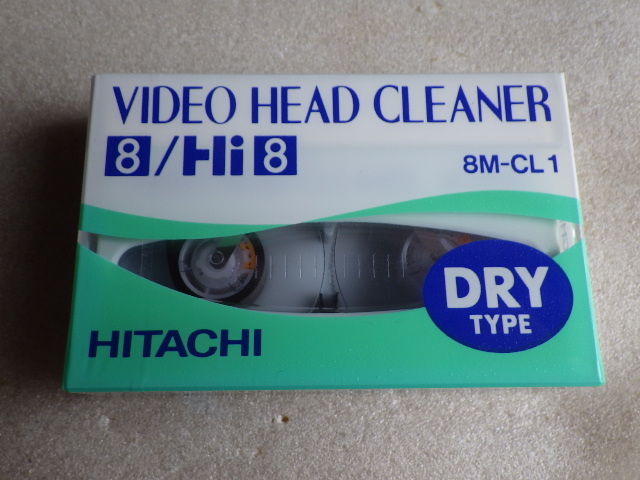 VIDEO HEAD CLEANER
8/Hi8
8M-CL1
DRY
TYPE
HITACHI